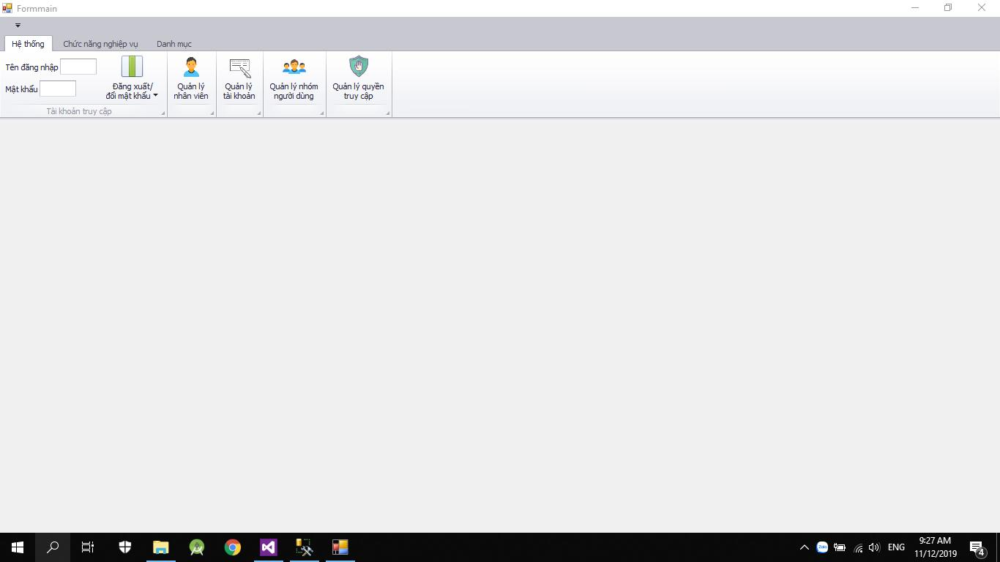 Formmain
Hệ thống Chức năng nghiệp vụ Danh mục
Tên đăng nhập
Mật khẩu
Đăng xuất/
đổi mật khẩu
Quản lý
nhân viên
Quản lý
tài khoản
Quản lý nhóm
người dùng
Quản lý quyền
truy cập
Tài khoản truy cập
Zalo
ENG
9:27 AM
11/12/2019
4